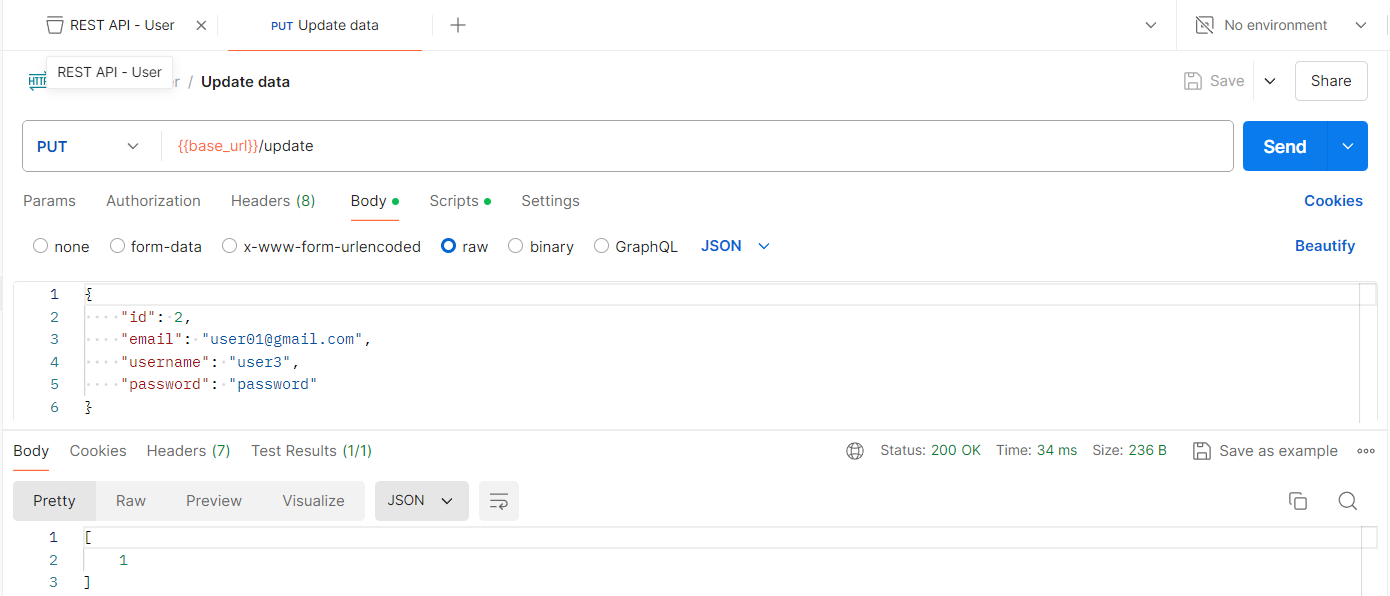 REST API - User
PUT Update data
No environment
HTTP
REST API - User
/ Update data
Save
Share
PUT
{{base_url}}/update
Send
Params Authorization Headers (8) Body Scripts Settings Cookies
none form-data x-www-form-urlencoded raw binary GraphQL JSON Beautify
1 {
2 "id": 2,
3 "email": "user01@gmail.com",
4 "username": "user3",
5 "password": "password"
6 }
Body Cookies Headers (7) Test Results (1/1) Status: 200 OK Time: 34 ms Size: 236 B Save as example
Pretty Raw Preview Visualize JSON
1 [
2 1
3 ]